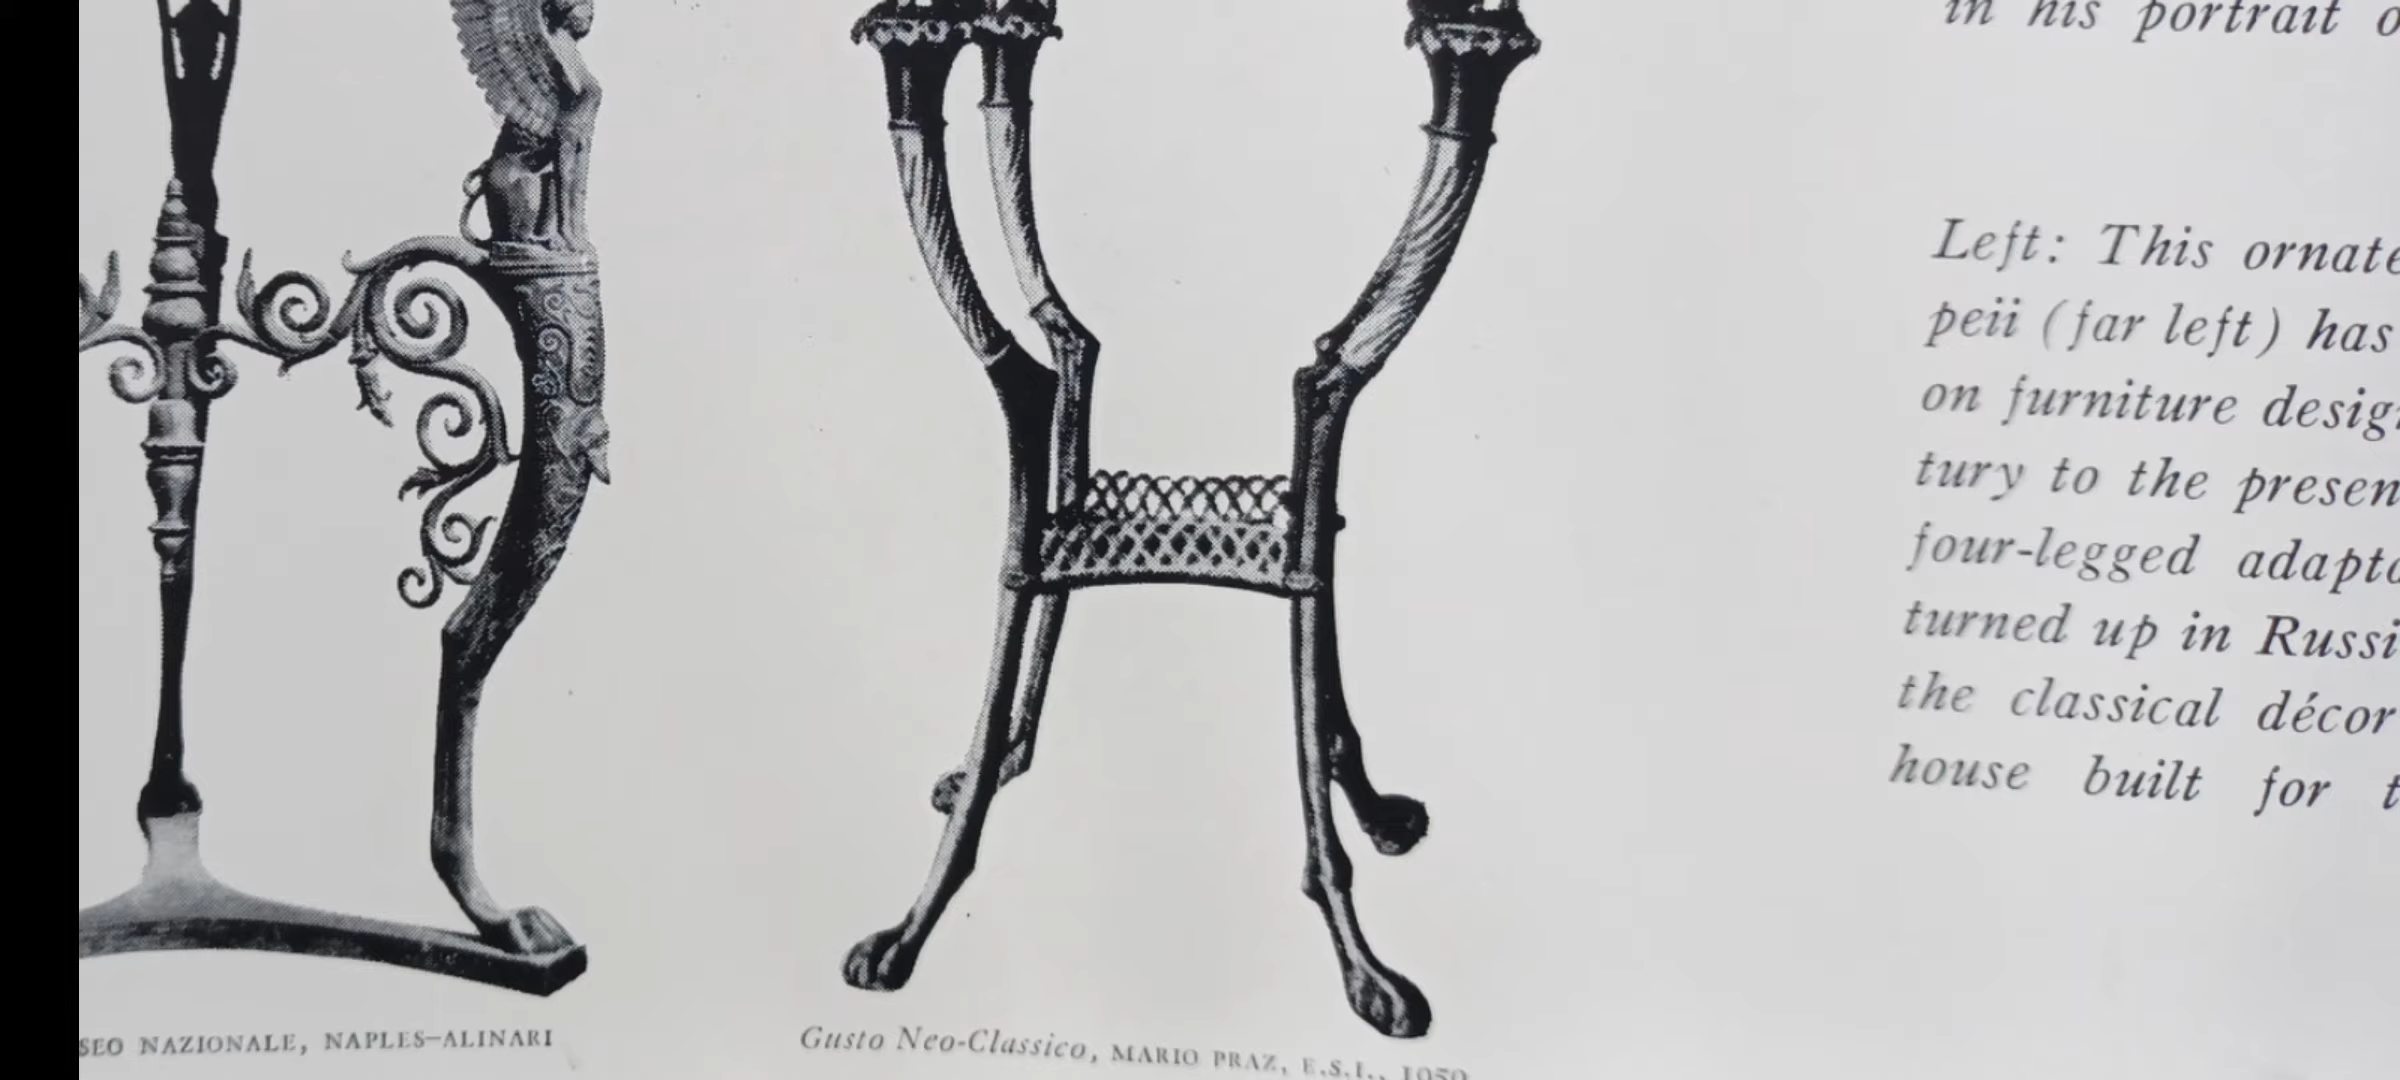 in his portrait
Left: This ornate
peii (far left) has
on furniture desig
tury to the presen
four-legged adapta
turned up in Russi
the classical décor
house built for t
SEO NAZIONALE, NAPLES—ALINARI
Gusto Neo-Classico, MARIO PRAZ, E.S.I., 1959